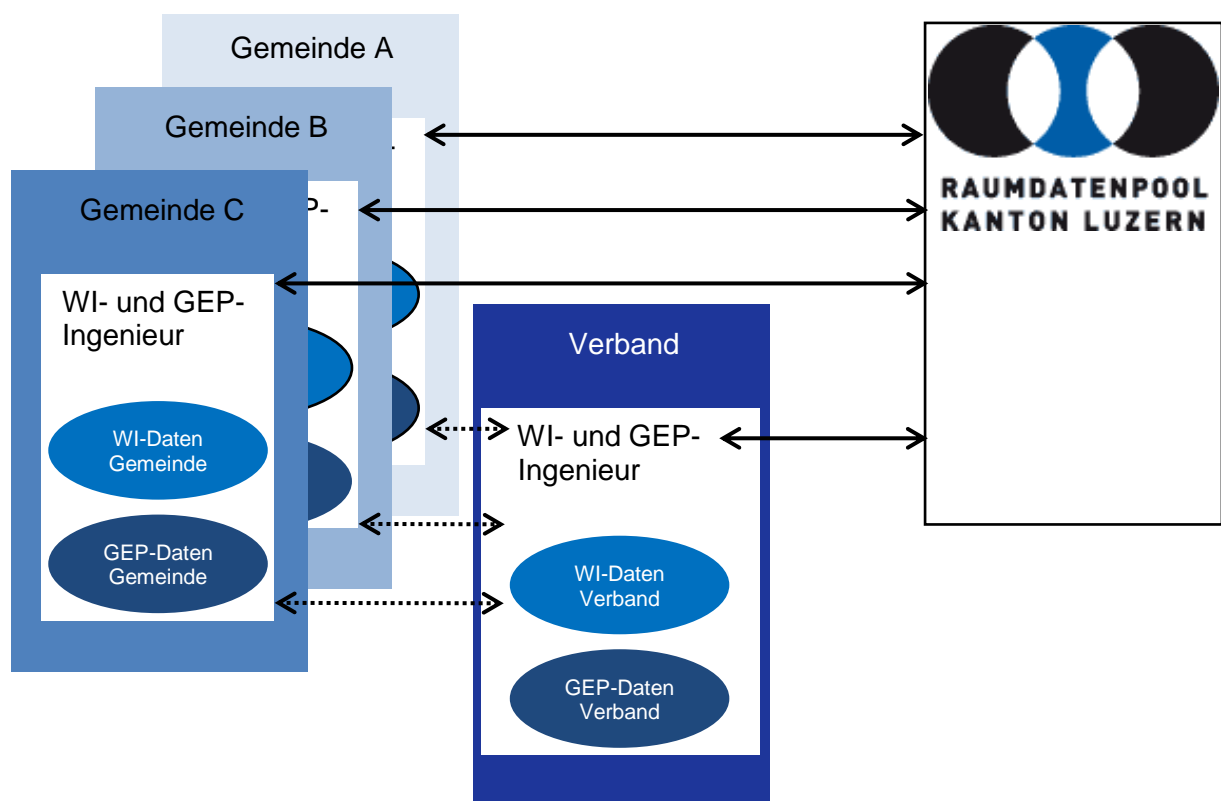 Gemeinde A
Gemeinde B
Gemeinde C
P-
WI- und GEP-
Ingenieur
WI-Daten
Gemeinde
GEP-Daten
Gemeinde
Verband
WI- und GEP-
Ingenieur
WI-Daten
Verband
GEP-Daten
Verband
RAUMDATENPOOL
KANTON LUZERN